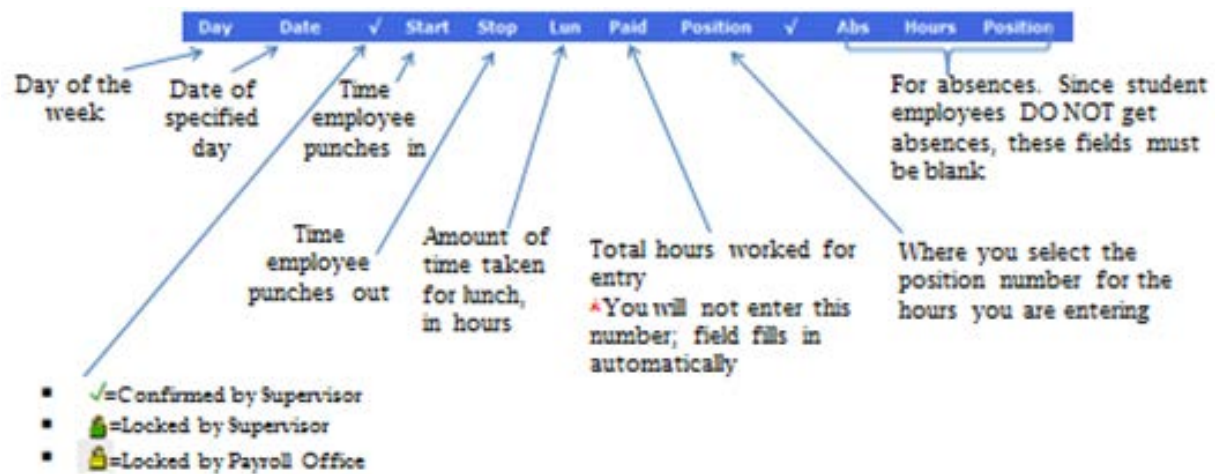 Day Date √ Start Stop Lun Paid Position √ Abs Hours Position
Day of the
week
Date of
specified
day
Time
employee
punches in
For absences. Since student
employees DO NOT get
absences, these fields must
be blank
Time
employee
punches out
Amount of
time taken
for lunch,
in hours
Total hours worked for
entry
*You will not enter this
number; field fills in
automatically
Where you select the
position number for the
hours you are entering
▪ √=Confirmed by Supervisor
▪ =Locked by Supervisor
▪ =Locked by Payroll Office